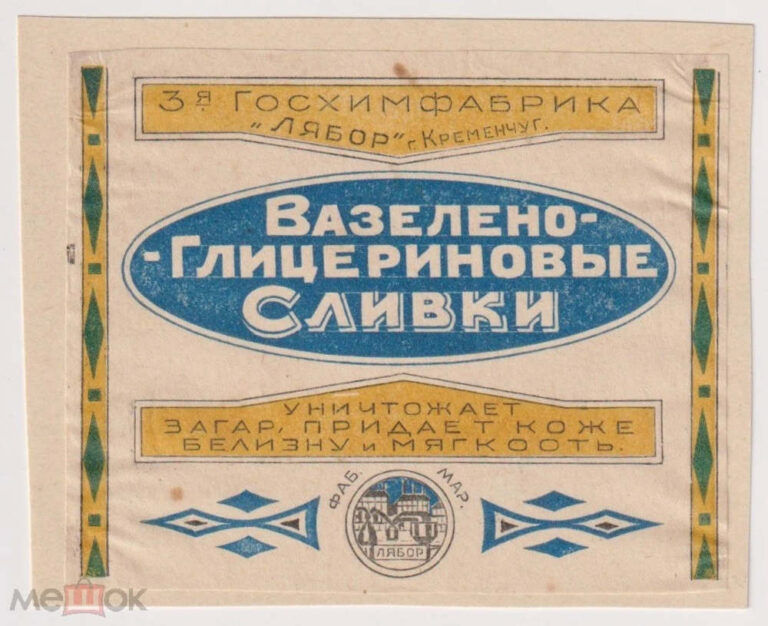 3я ГОСХИМФАБРИКА
"ЛЯБОР" г. КРЕМЕНЧУГ.
ВАЗЕЛЕНО-
-ГЛИЦЕРИНОВЫЕ
СЛИВКИ
УНИЧТОЖАЕТ
ЗАГАР, ПРИДАЕТ КОЖЕ
БЕЛИЗНУ и МЯГКОСТЬ.
ФАБ. МАР.
ЛЯБОР
мешок